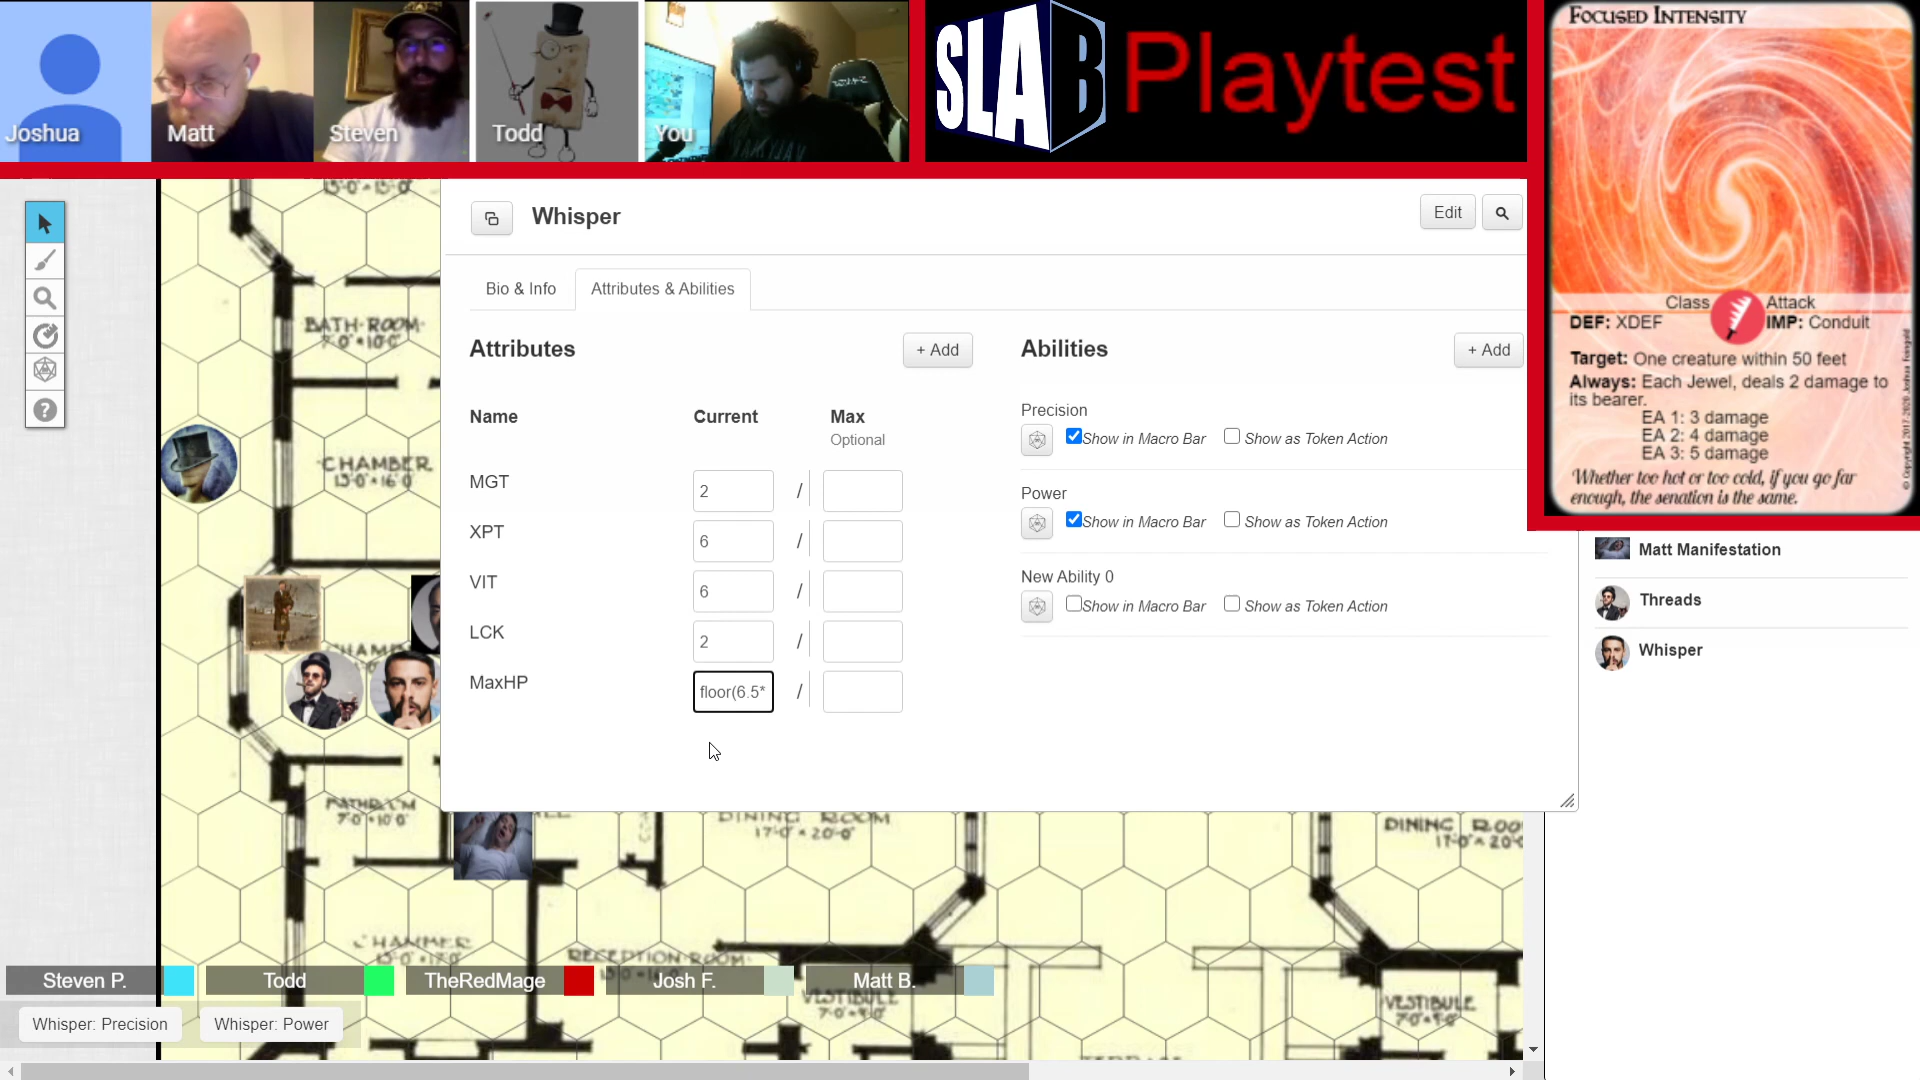 Joshua
Matt
Steven
Todd
You
SLAB Playtest
FOCUSED INTENSITY
Class Attack
DEF: XDEF IMP: Conduit
Target: One creature within 50 feet
Always: Each Jewel, deals 2 damage to
its bearer.
EA 1: 3 damage
EA 2: 4 damage
EA 3: 5 damage
Whether too hot or too cold, if you go far
enough, the senation is the same.
Whisper
Edit
Bio & Info
Attributes & Abilities
Attributes
+ Add
Abilities
+ Add
Name
Current
Max
Optional
MGT
2
/
XPT
6
/
VIT
6
/
LCK
2
/
MaxHP
floor(6.5*
/
Precision
Show in Macro Bar
Show as Token Action
Power
Show in Macro Bar
Show as Token Action
New Ability 0
Show in Macro Bar
Show as Token Action
Matt Manifestation
Threads
Whisper
BATH-ROOM
CHAMBER
DINING ROOM
17'-0" × 20'-0"
CHAMBER
RECEPTION ROOM
VESTIBULE
VESTIBULE
Steven P.
Todd
TheRedMage
Josh F.
Matt B.
Whisper: Precision
Whisper: Power